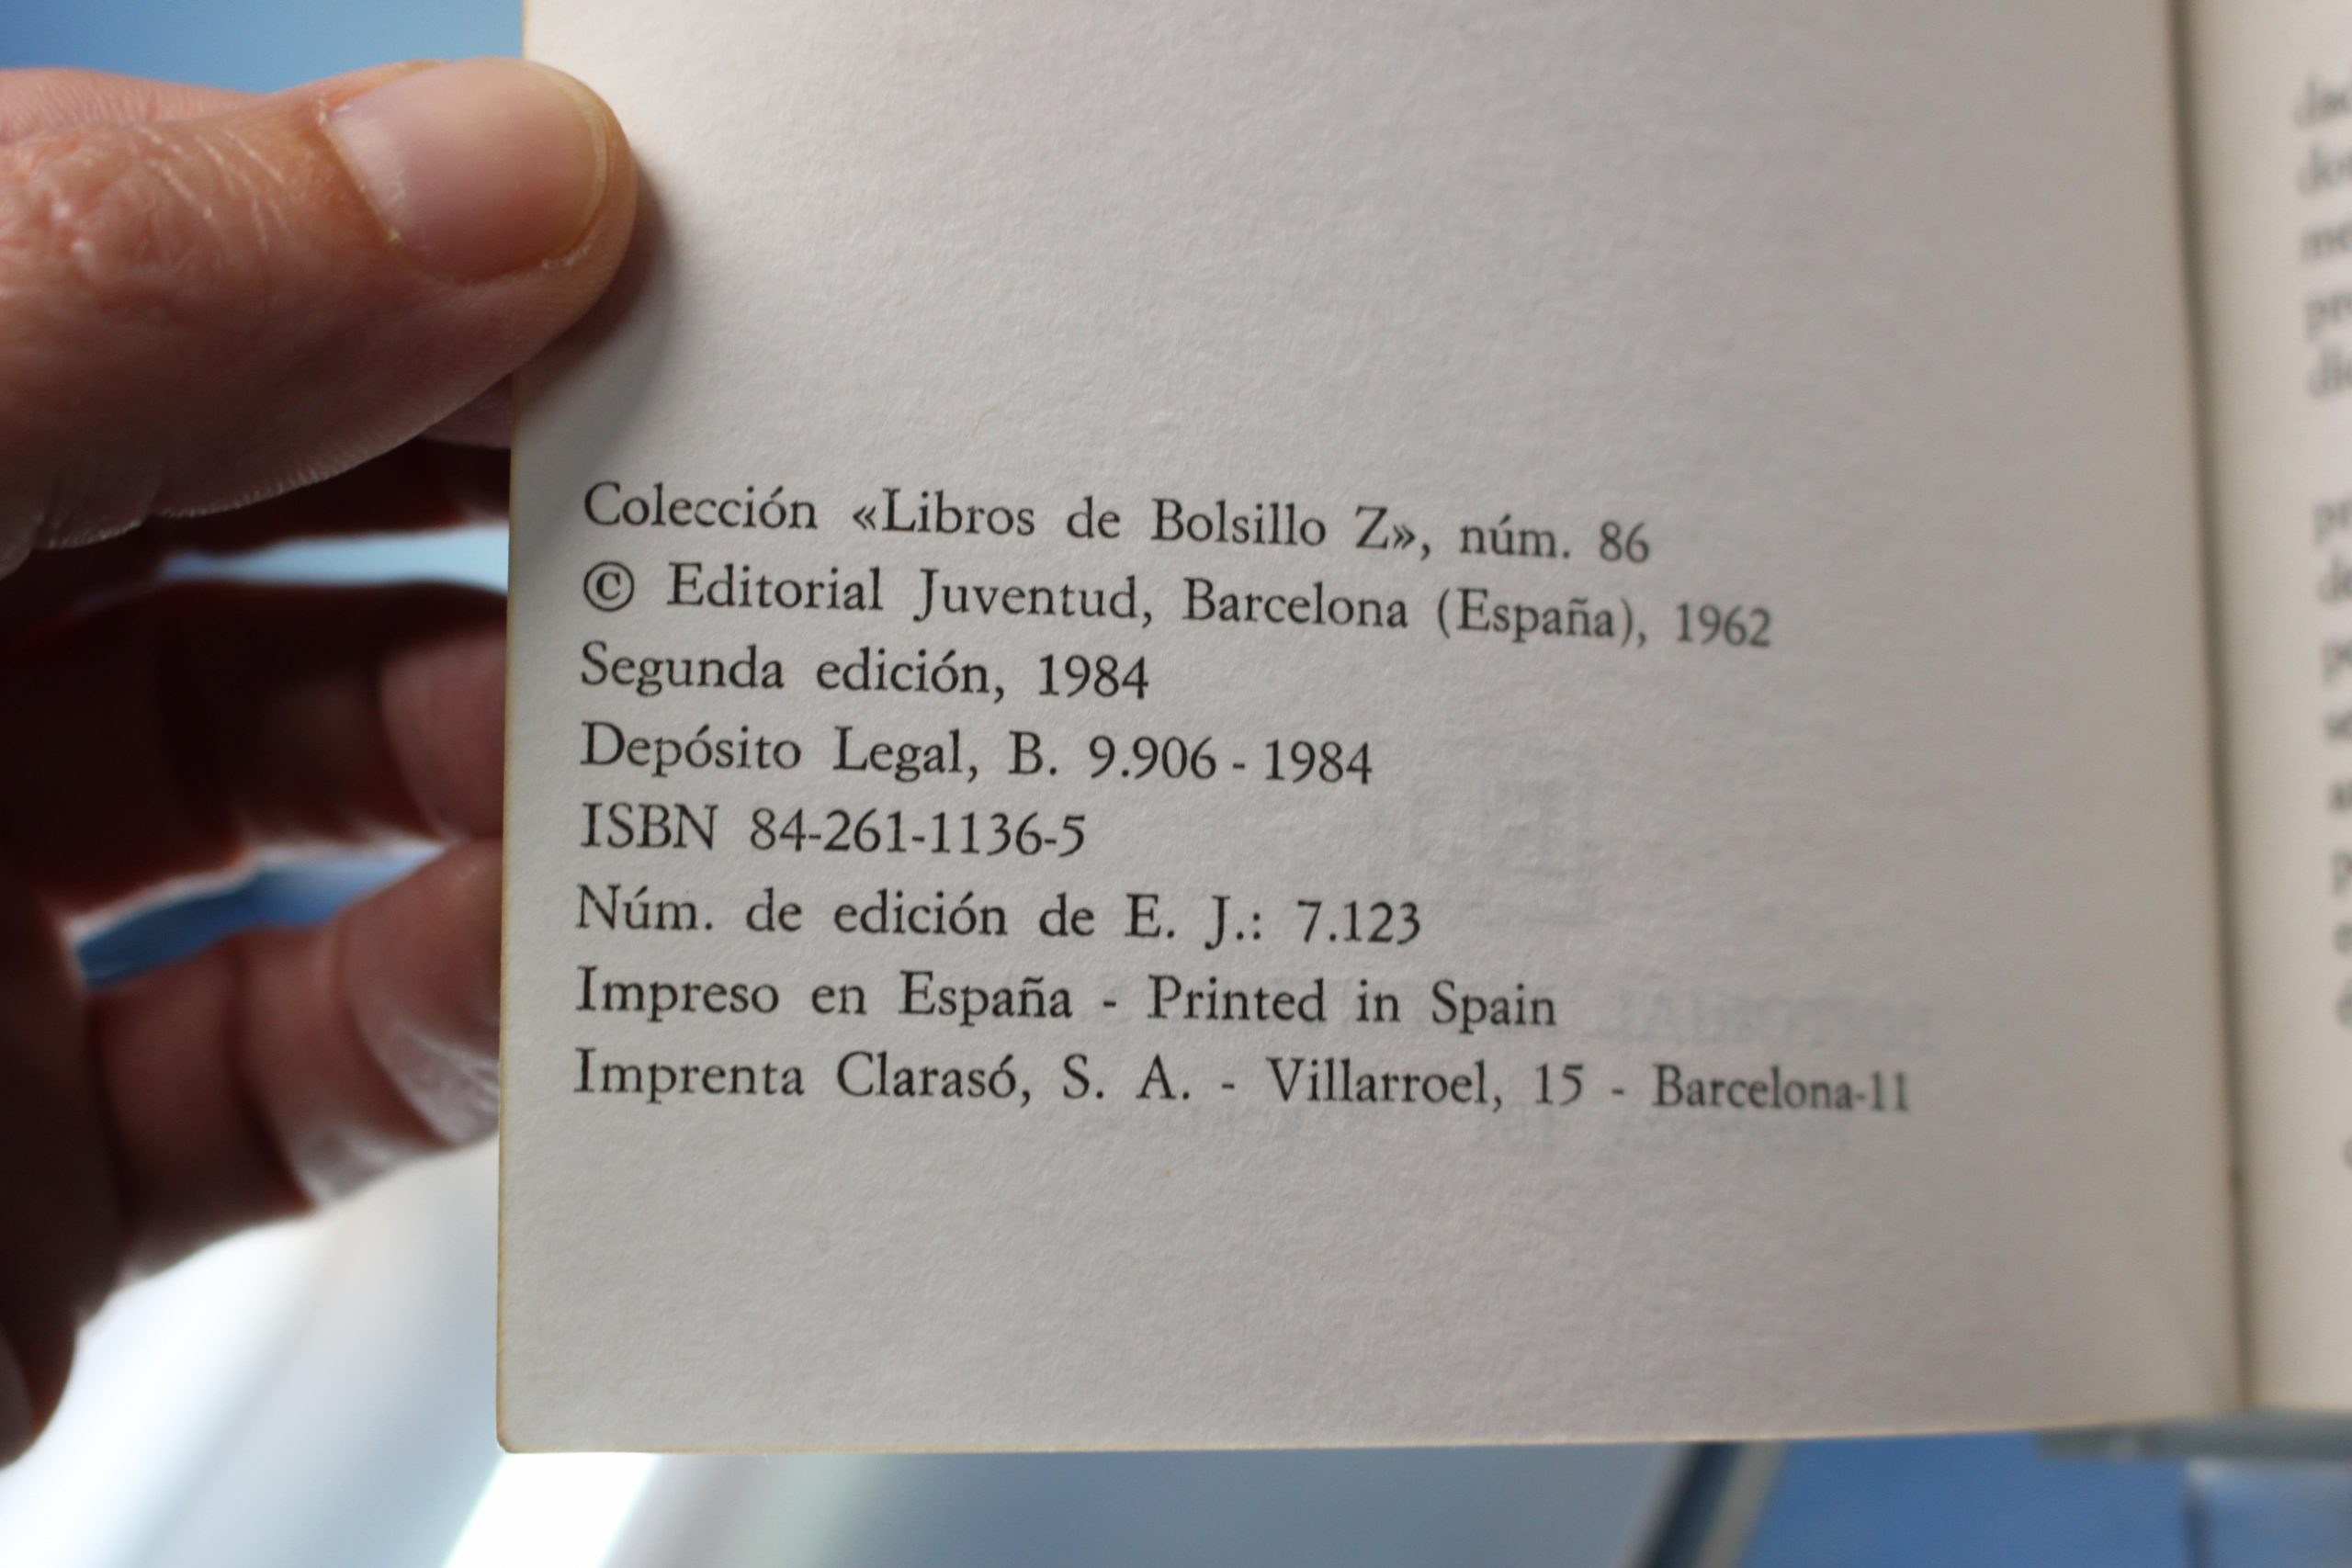 Colección «Libros de Bolsillo Z», núm. 86
© Editorial Juventud, Barcelona (España), 1962
Segunda edición, 1984
Depósito Legal, B. 9.906 - 1984
ISBN 84-261-1136-5
Núm. de edición de E. J.: 7.123
Impreso en España - Printed in Spain
Imprenta Clarasó, S. A. - Villarroel, 15 - Barcelona-11